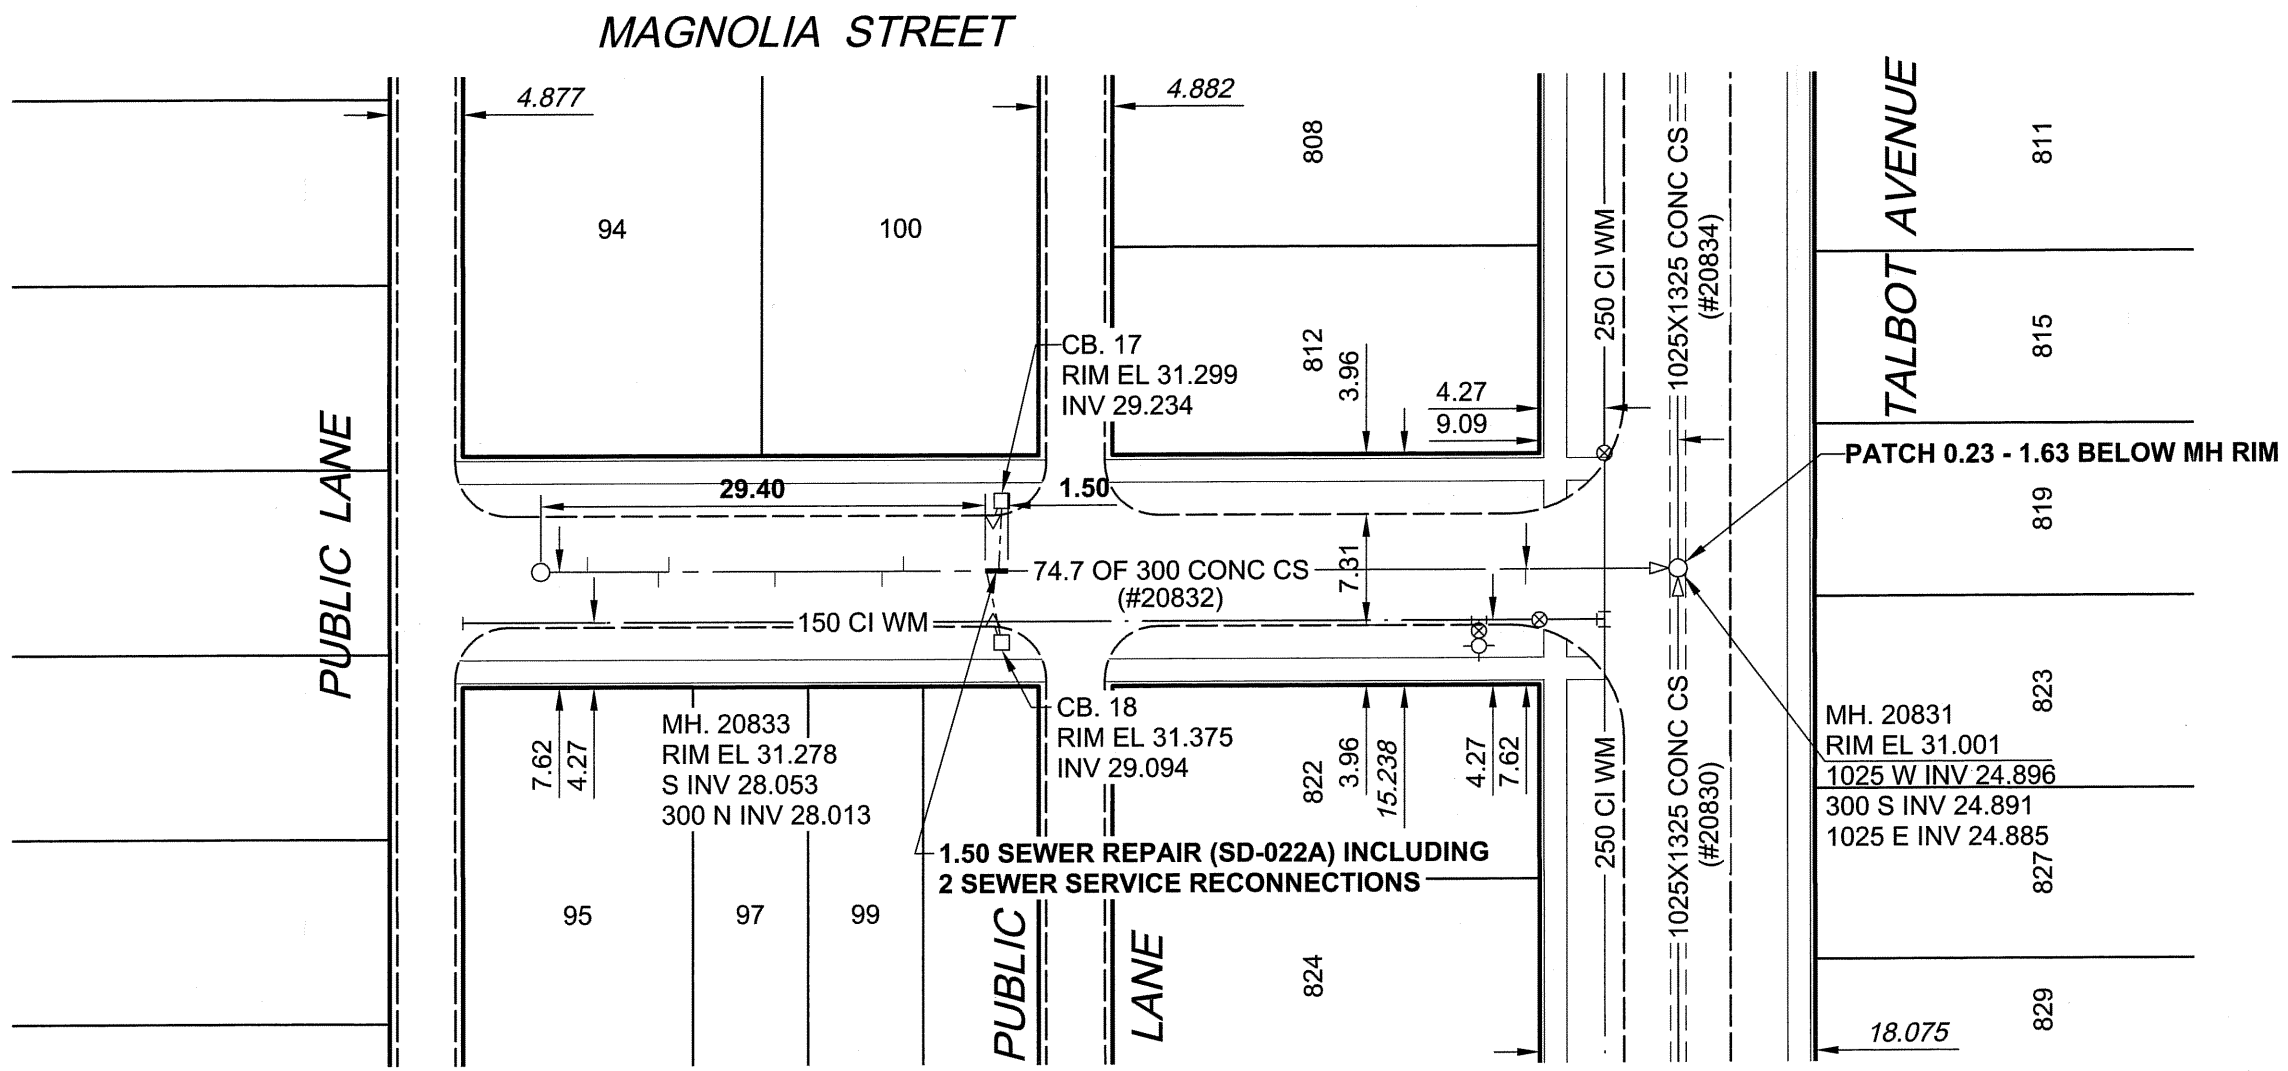 MAGNOLIA STREET
4.877
4.882
808
94
100
250 CI WM
1025X1325 CONC CS
(#20834)
TALBOT AVENUE
811
815
CB. 17
RIM EL 31.299
INV 29.234
812
3.96
4.27
9.09
PUBLIC LANE
29.40
1.50
PATCH 0.23 - 1.63 BELOW MH RIM
819
74.7 OF 300 CONC CS
(#20832)
7.31
150 CI WM
823
7.62
4.27
MH. 20833
RIM EL 31.278
S INV 28.053
300 N INV 28.013
CB. 18
RIM EL 31.375
INV 29.094
822
3.96
15.238
4.27
7.62
250 CI WM
1025X1325 CONC CS
(#20830)
MH. 20831
RIM EL 31.001
1025 W INV 24.896
300 S INV 24.891
1025 E INV 24.885
827
1.50 SEWER REPAIR (SD-022A) INCLUDING
2 SEWER SERVICE RECONNECTIONS
95
97
99
PUBLIC
LANE
824
829
18.075